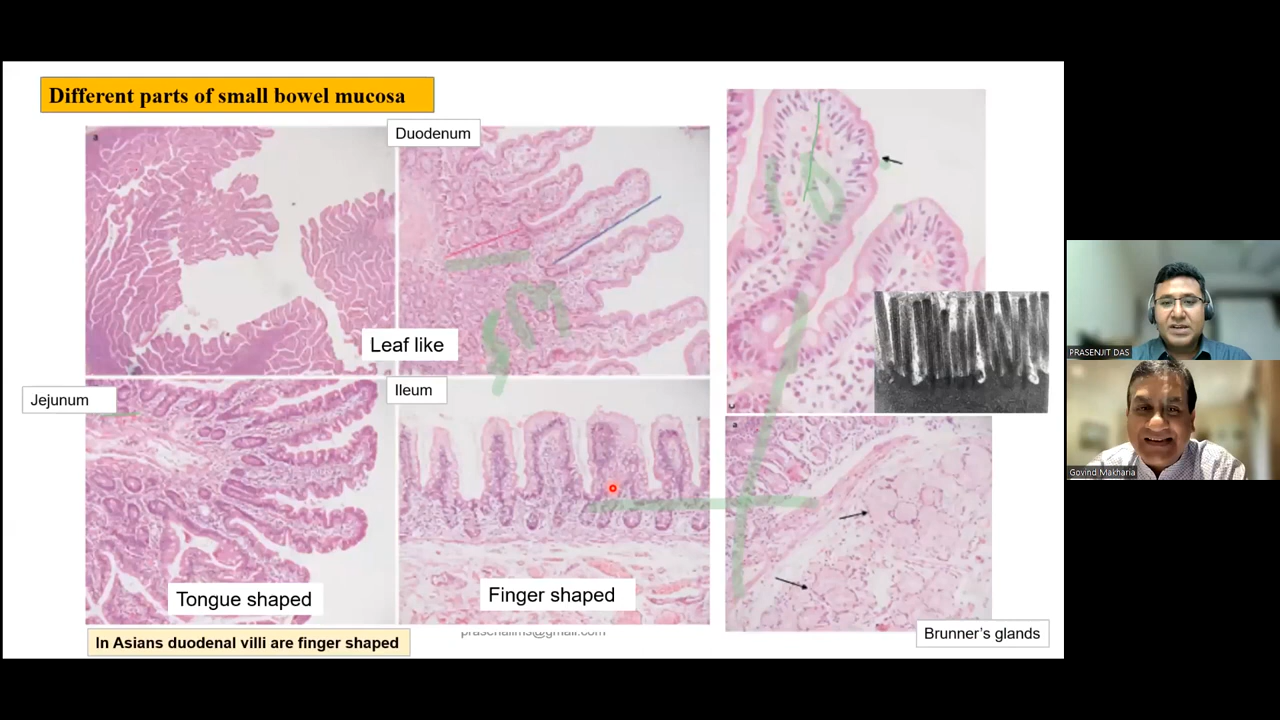 Different parts of small bowel mucosa
a
Duodenum
Leaf like
Jejunum
Ileum
Tongue shaped
Finger shaped
In Asians duodenal villi are finger shaped
a
Brunner's glands
PRASENJIT DAS
Govind Makharia